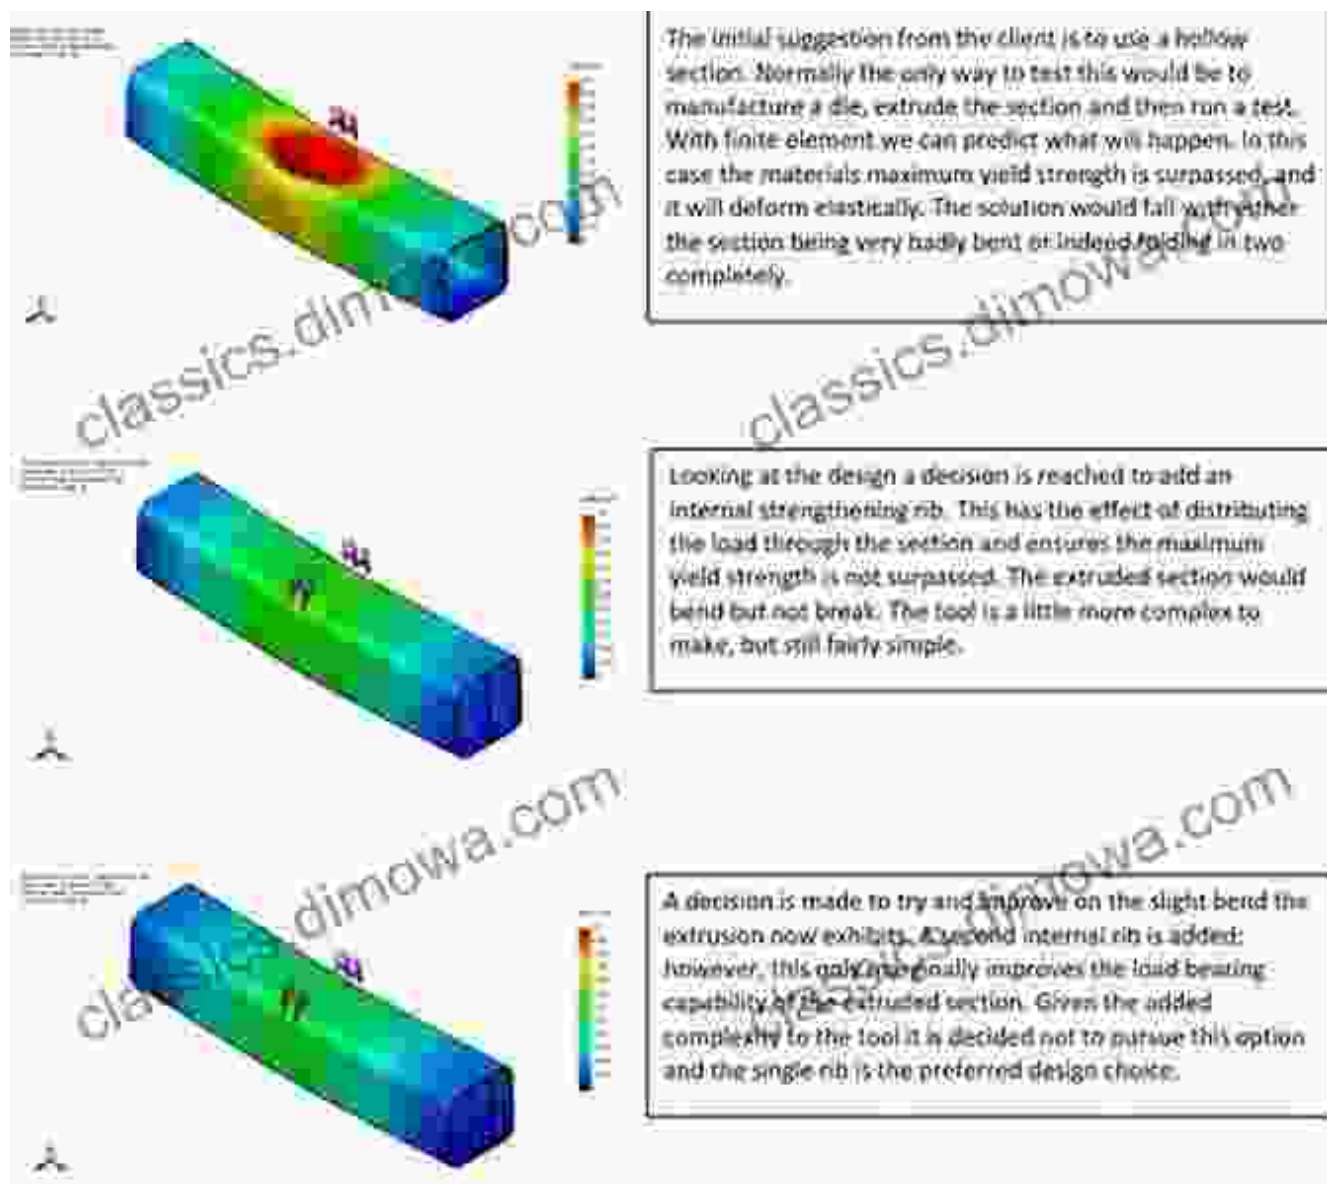 The initial suggestion from the client is to use a hollow
section. Normally the only way to test this would be to
manufacture a die, extrude the section and then run a test.
With finite element we can predict what will happen. In this
case the materials maximum yield strength is surpassed, and
it will deform elastically. The solution would fail with either
the section being very badly bent or indeed folding in two
completely.
classics.dimowa.com
classics.dimowa.com
Looking at the design a decision is reached to add an
internal strengthening rib. This has the effect of distributing
the load through the section and ensures the maximum
yield strength is not surpassed. The extruded section would
bend but not break. The tool is a little more complex to
make, but still fairly simple.
A decision is made to try and improve on the slight bend the
extrusion now exhibits. A second internal rib is added;
however, this only marginally improves the load bearing
capability of the extruded section. Given the added
complexity to the tool it is decided not to pursue this option
and the single rib is the preferred design choice.
classics.dimowa.com
classics.dimowa.com